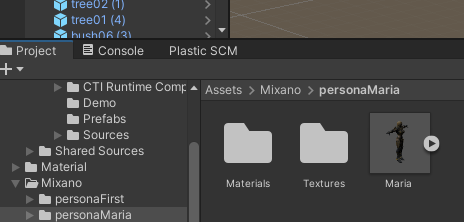 tree02 (1)
tree01 (4)
bush06 (3)
Project
Console
Plastic SCM
CTI Runtime Comp
Demo
Prefabs
Sources
Shared Sources
Material
Mixano
personaFirst
personaMaria
Assets > Mixano > personaMaria
Materials
Textures
Maria